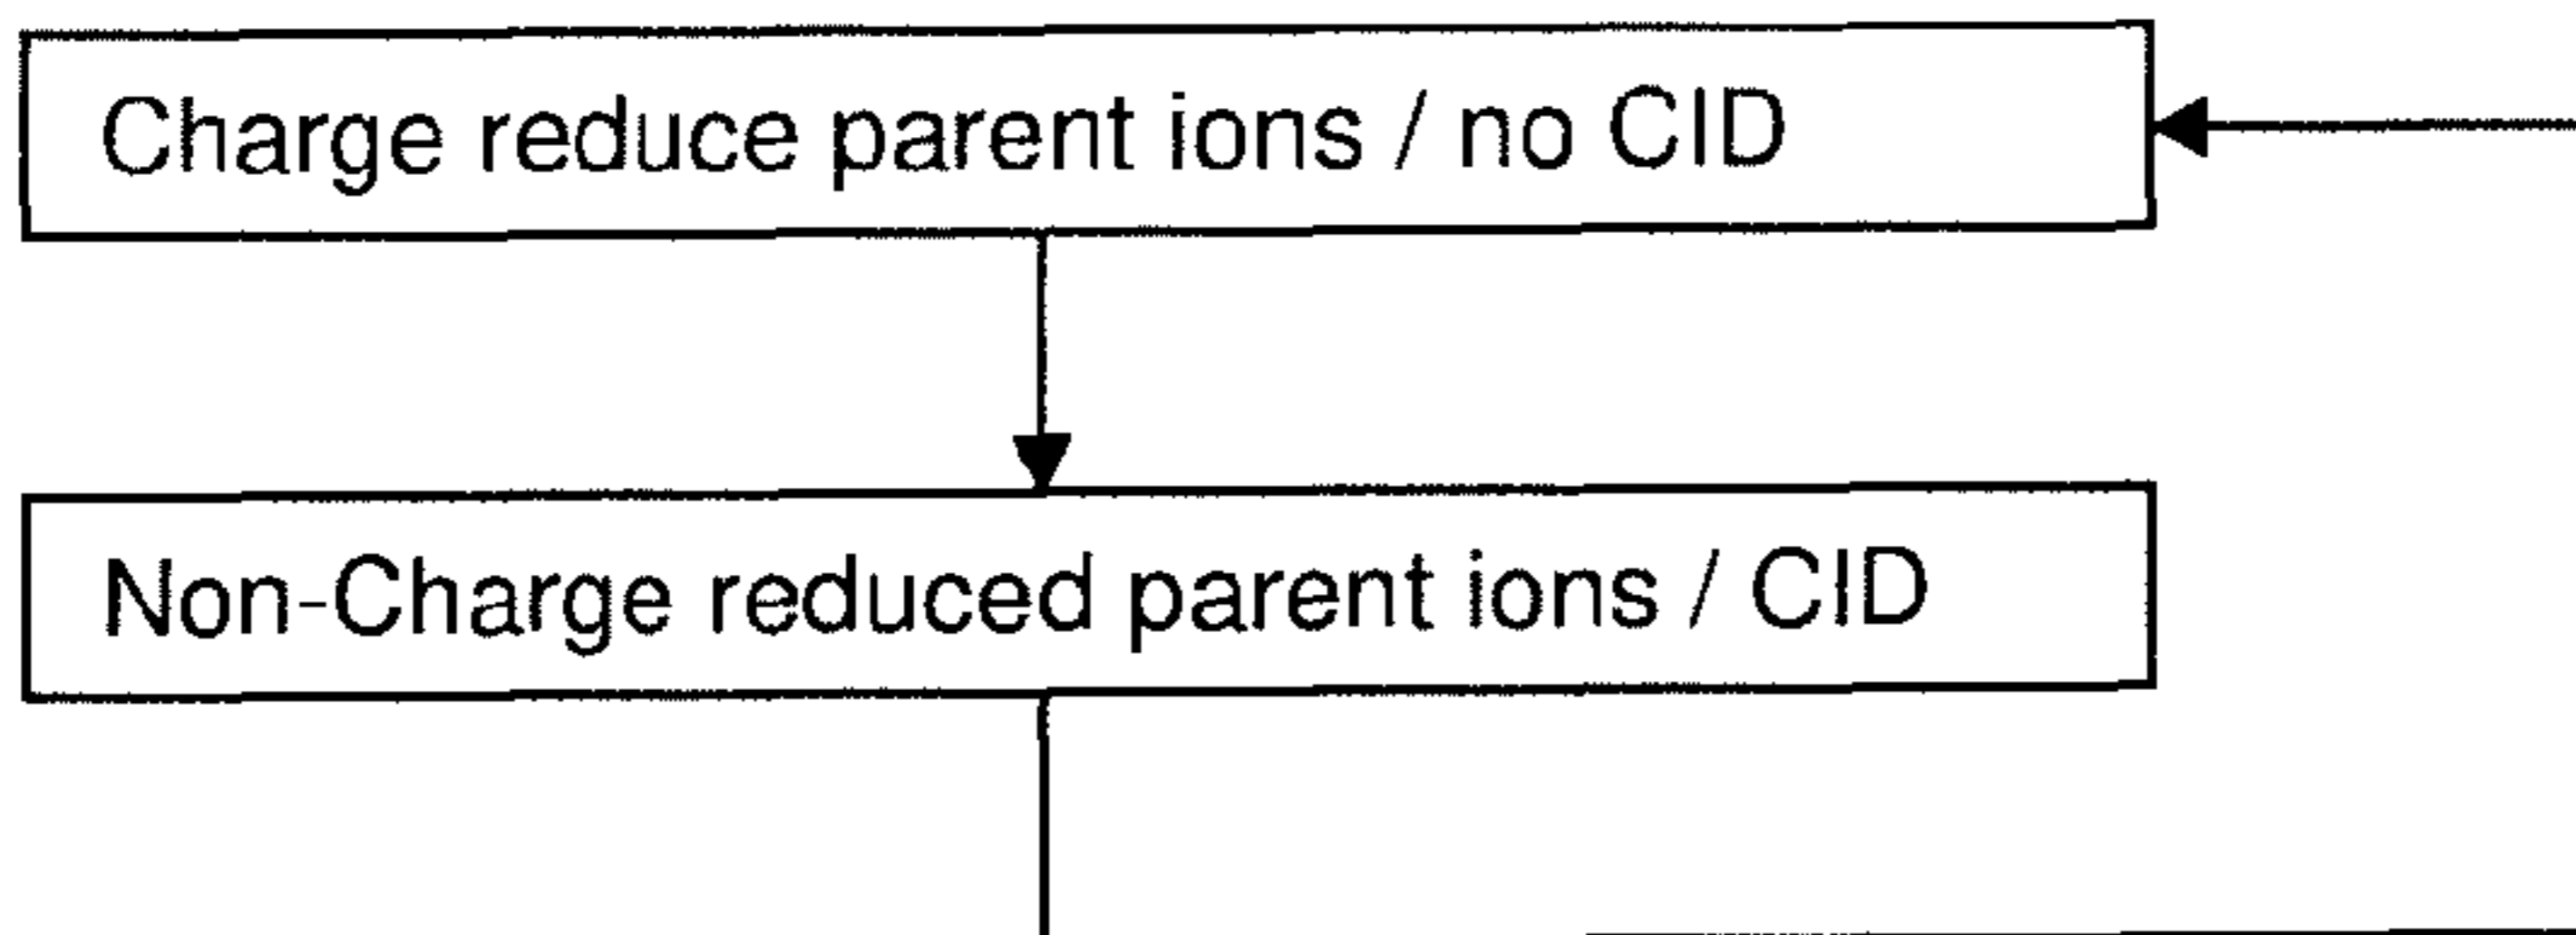 Charge reduce parent ions / no CID
Non-Charge reduced parent ions / CID